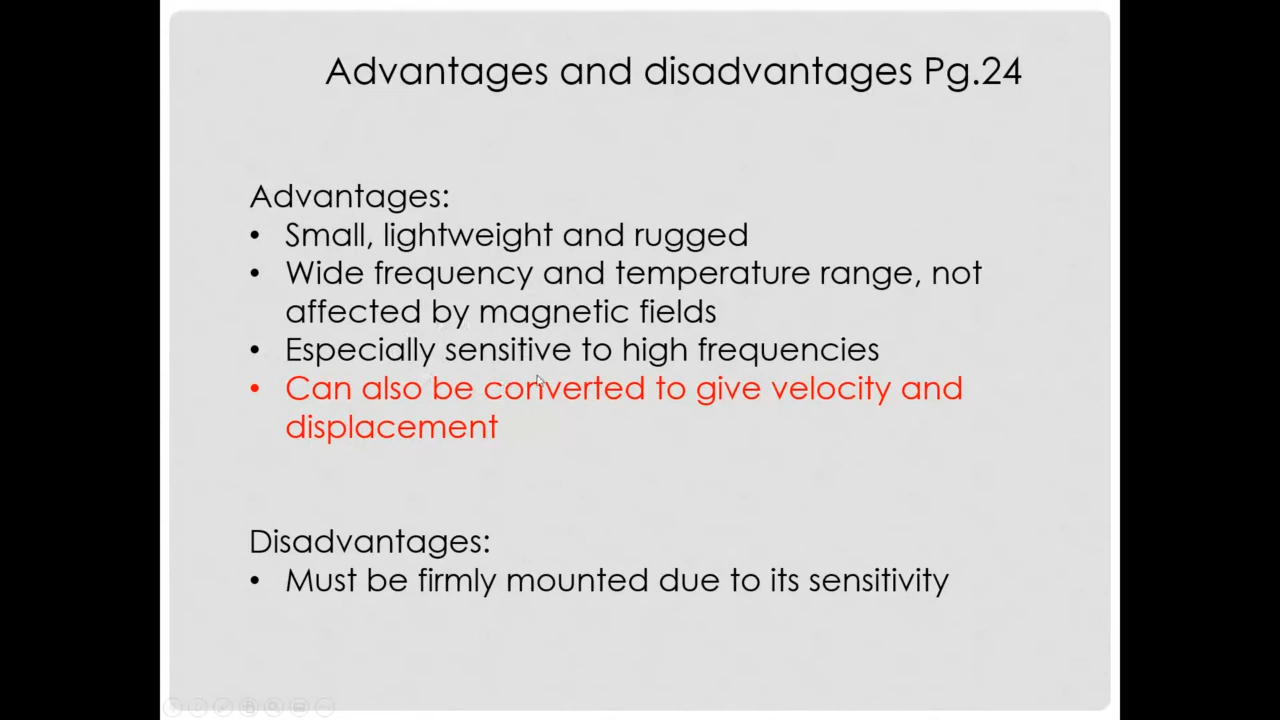 Advantages and disadvantages Pg.24
Advantages:
• Small, lightweight and rugged
• Wide frequency and temperature range, not
affected by magnetic fields
• Especially sensitive to high frequencies
• Can also be converted to give velocity and
displacement
Disadvantages:
• Must be firmly mounted due to its sensitivity